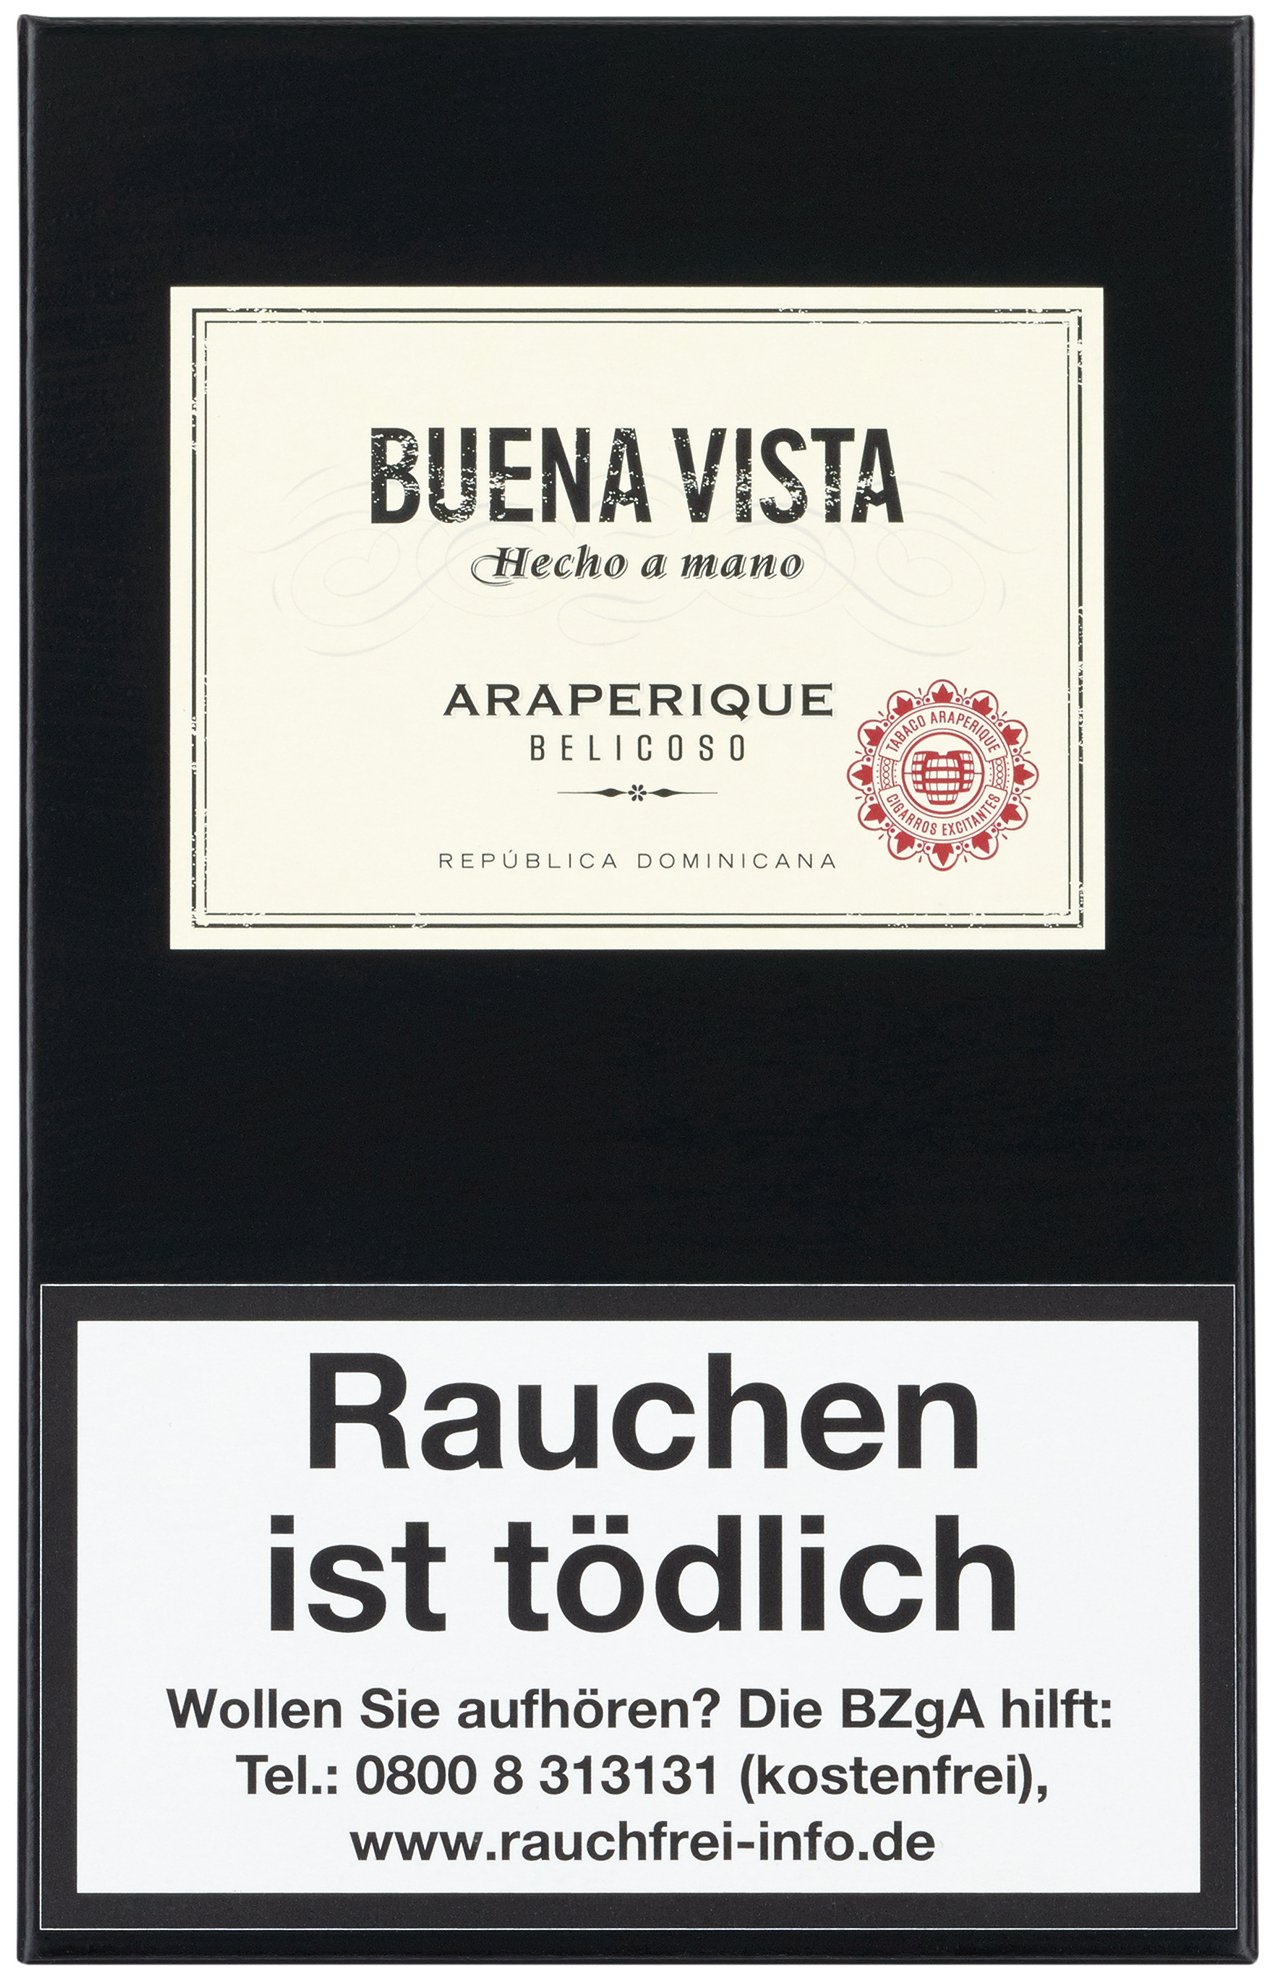 BUENA VISTA
Hecho a mano
ARAPERIQUE
BELICOSO
TABACO ARAPERIQUE
CIGARROS EXCITANTES
REPÚBLICA DOMINICANA
Rauchen
ist tödlich
Wollen Sie aufhören? Die BZgA hilft:
Tel.: 0800 8 313131 (kostenfrei),
www.rauchfrei-info.de